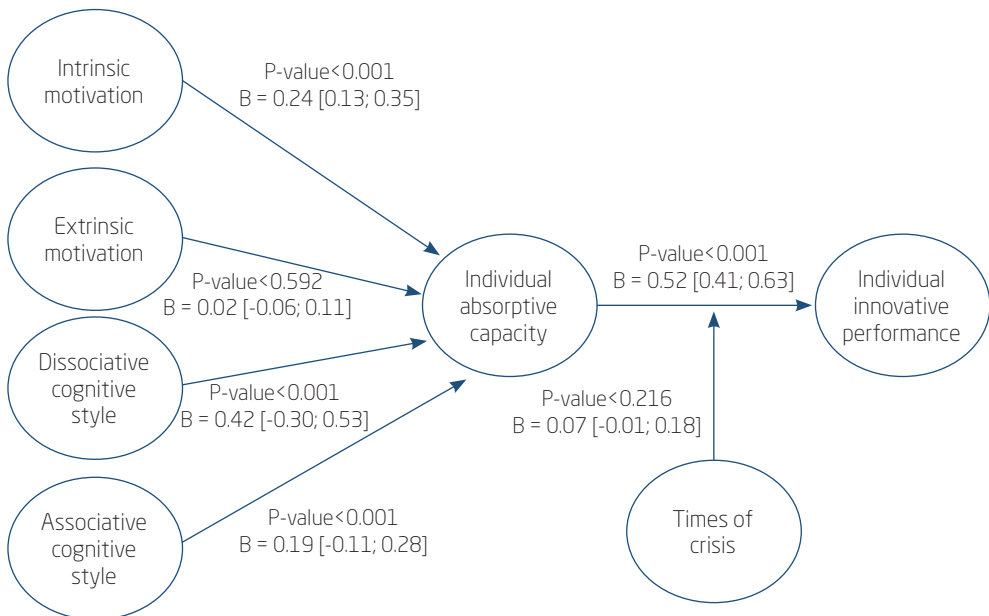 Intrinsic
motivation
P-value<0.001
B = 0.24 [0.13; 0.35]
Extrinsic
motivation
P-value<0.592
B = 0.02 [-0.06; 0.11]
Dissociative
cognitive
style
P-value<0.001
B = 0.42 [-0.30; 0.53]
Associative
cognitive
style
P-value<0.001
B = 0.19 [-0.11; 0.28]
Individual
absorptive
capacity
P-value<0.001
B = 0.52 [0.41; 0.63]
Individual
innovative
performance
P-value<0.216
B = 0.07 [-0.01; 0.18]
Times of
crisis